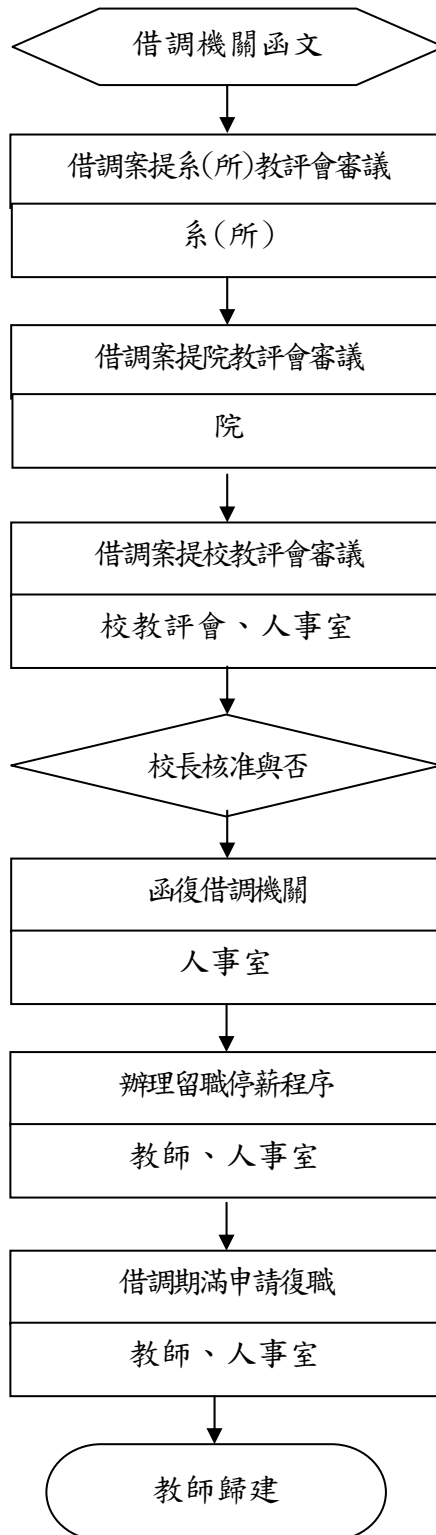 借調機關函文
借調案提系(所)教評會審議
系(所)
借調案提院教評會審議
院
借調案提校教評會審議
校教評會、人事室
校長核准與否
函復借調機關
人事室
辦理留職停薪程序
教師、人事室
借調期滿申請復職
教師、人事室
教師歸建